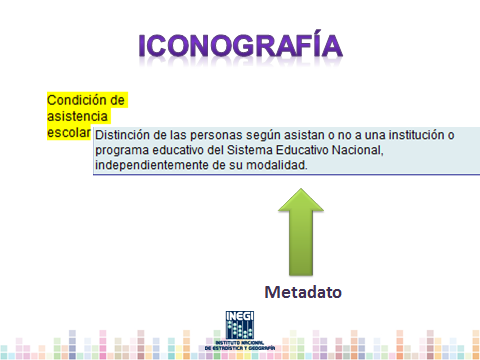 ICONOGRAFÍA
Condición de
asistencia
escolar
Distinción de las personas según asistan o no a una institución o
programa educativo del Sistema Educativo Nacional,
independientemente de su modalidad.
Metadato
INEGI
INSTITUTO NACIONAL
DE ESTADÍSTICA Y GEOGRAFÍA